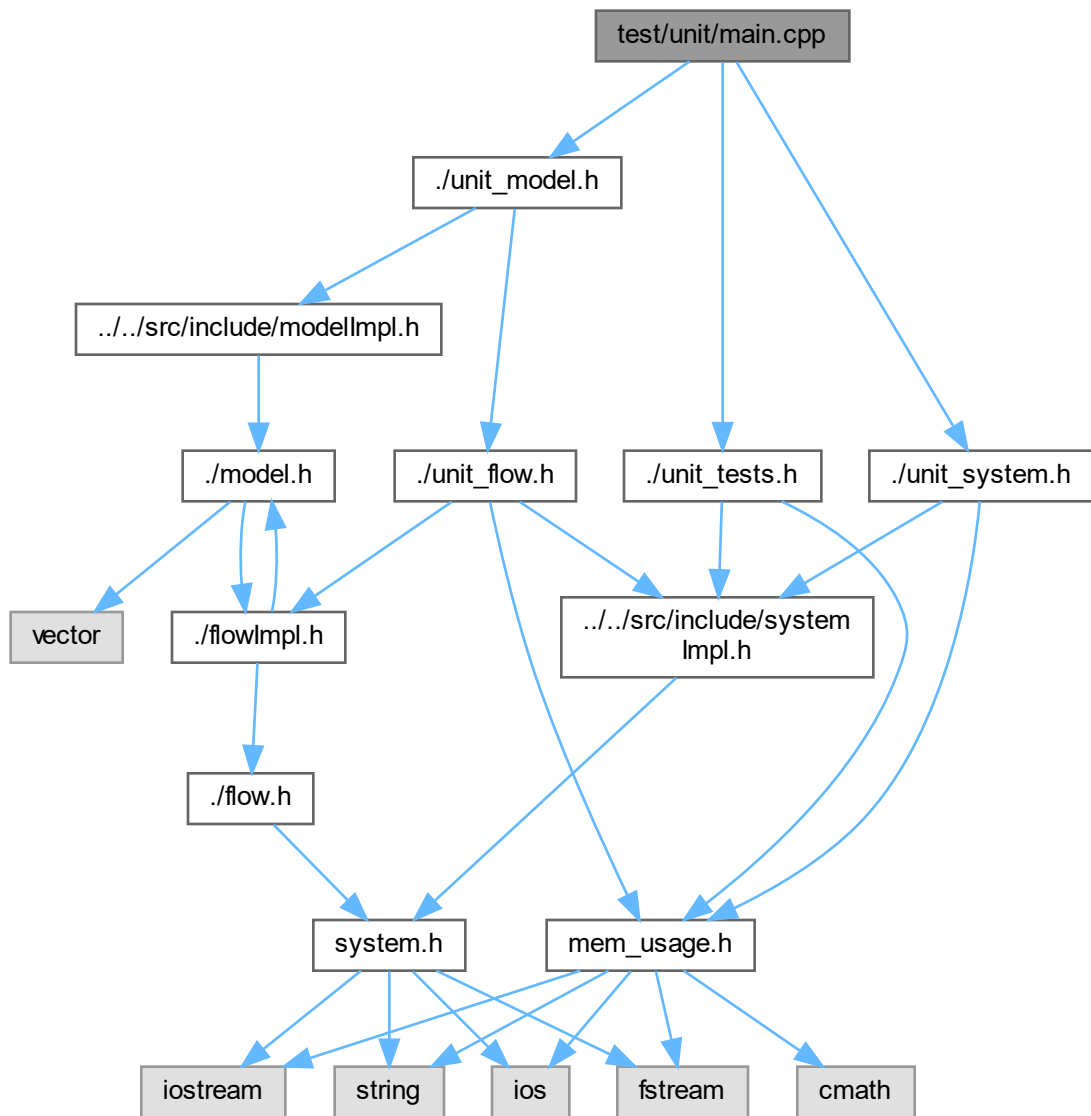 test/unit/main.cpp
./unit_model.h
../../src/include/modelImpl.h
./model.h
./unit_flow.h
./unit_tests.h
./unit_system.h
vector
./flowImpl.h
../../src/include/system
Impl.h
./flow.h
system.h
mem_usage.h
iostream
string
ios
fstream
cmath